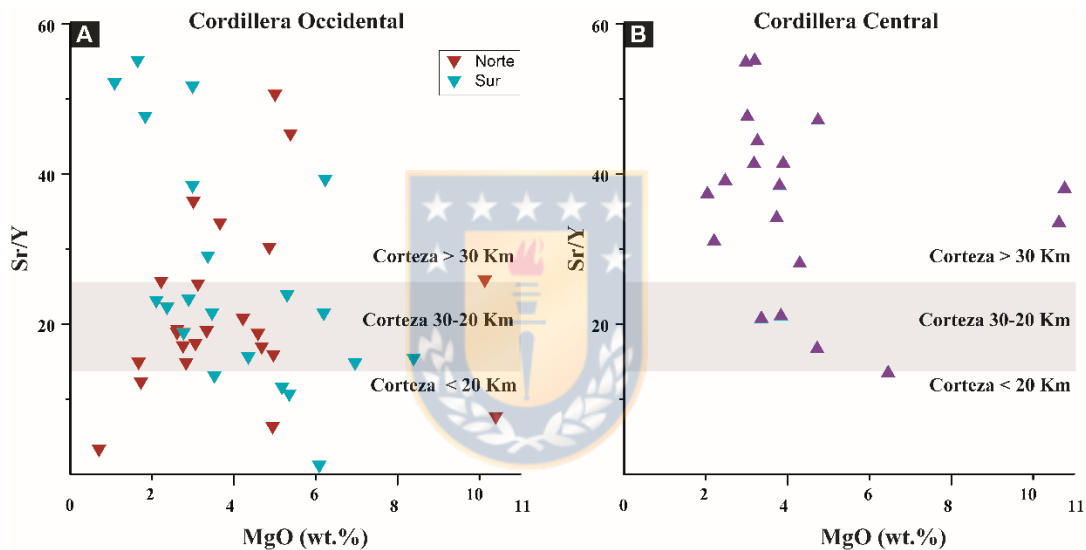 Cordillera Occidental
A
Norte
Sur
60
40
20
Sr/Y
Corteza > 30 Km
Corteza 30-20 Km
Corteza < 20 Km
0
2
4
6
8
10
11
MgO (wt.%)
Cordillera Central
B
60
40
20
Sr/Y
Corteza > 30 Km
Corteza 30-20 Km
Corteza < 20 Km
0
2
4
6
8
10
11
MgO (wt.%)